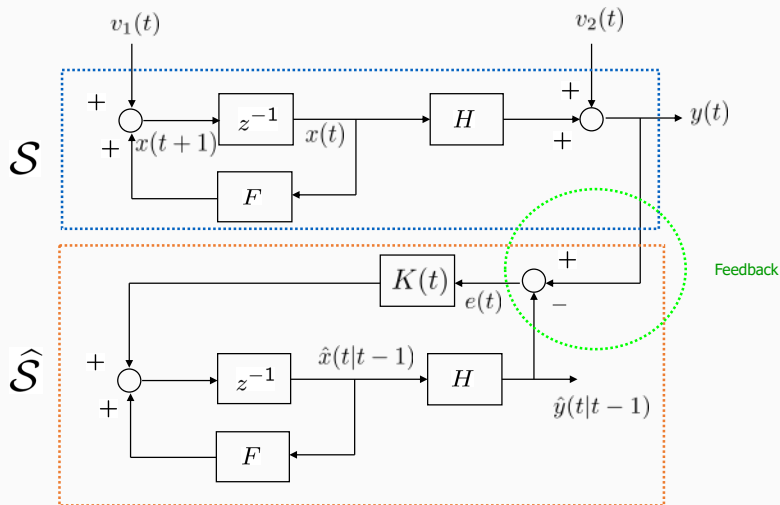 v₁(t)
v₂(t)
+
+
x(t+1)
z⁻¹
x(t)
H
+
+
y(t)
𝒮
F
Feedback
K(t)
e(t)
+
−
𝒮̂
+
+
z⁻¹
x̂(t|t−1)
H
ŷ(t|t−1)
F